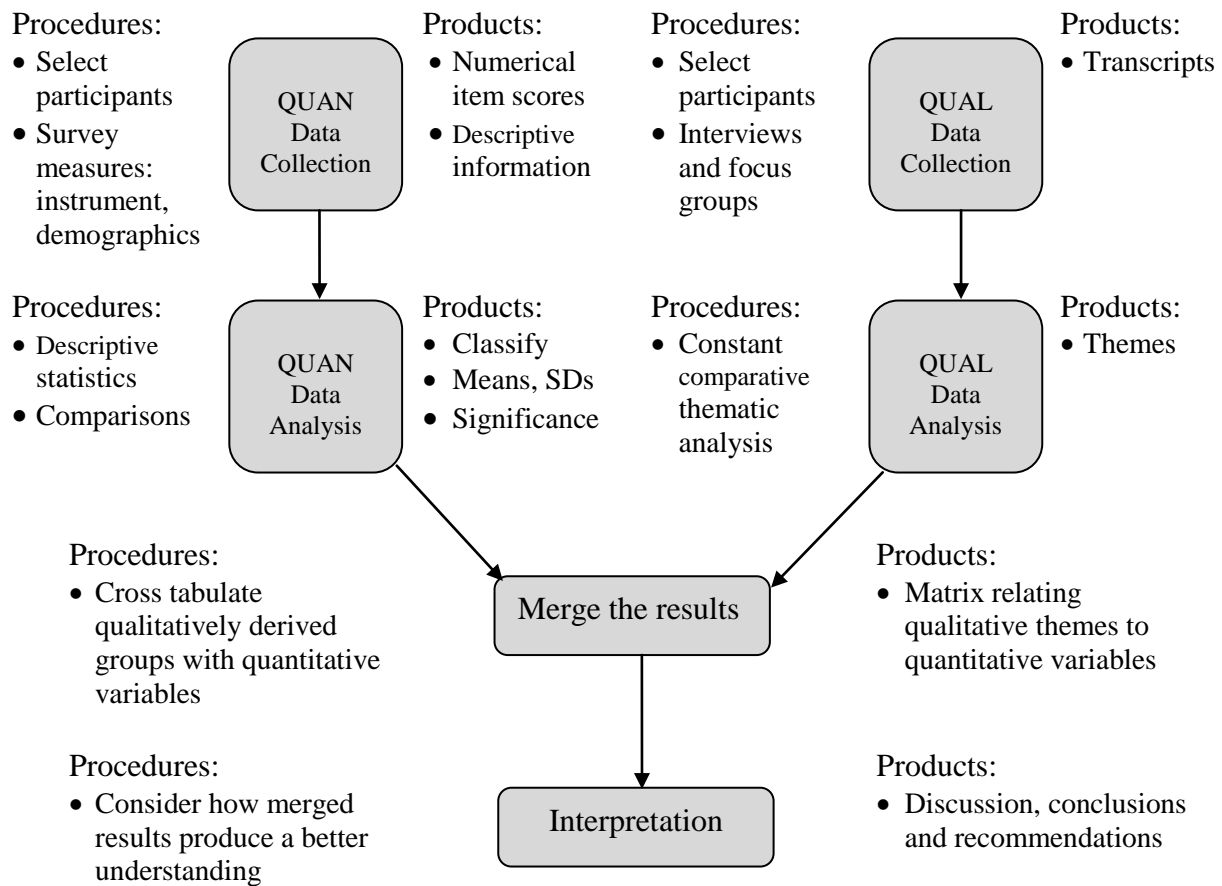 Procedures:
• Select
participants
• Survey
measures:
instrument,
demographics
QUAN
Data
Collection
Products:
• Numerical
item scores
• Descriptive
information
Procedures:
• Select
participants
• Interviews
and focus
groups
QUAL
Data
Collection
Products:
• Transcripts
Procedures:
• Descriptive
statistics
• Comparisons
QUAN
Data
Analysis
Products:
• Classify
• Means, SDs
• Significance
Procedures:
• Constant
comparative
thematic
analysis
QUAL
Data
Analysis
Products:
• Themes
Procedures:
• Cross tabulate
qualitatively derived
groups with quantitative
variables
Merge the results
Products:
• Matrix relating
qualitative themes to
quantitative variables
Procedures:
• Consider how merged
results produce a better
understanding
Interpretation
Products:
• Discussion, conclusions
and recommendations